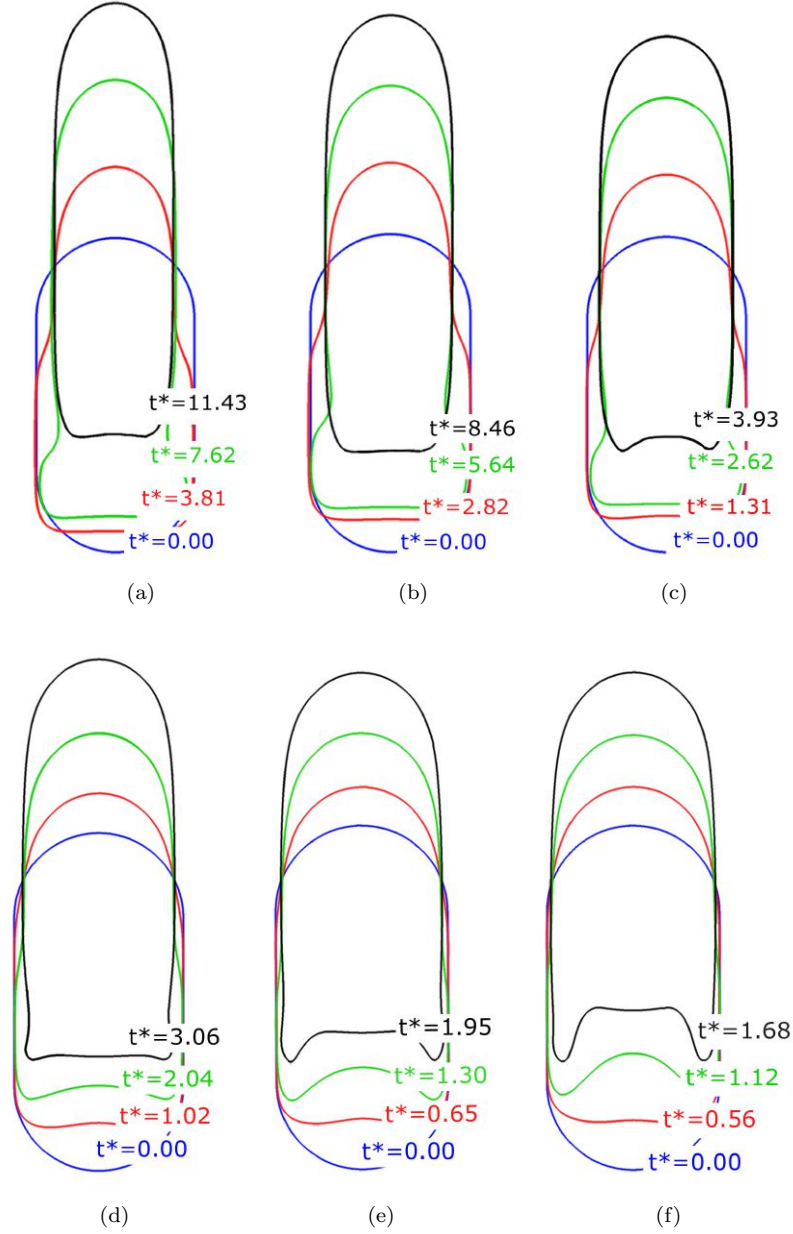 t*=11.43
t*=7.62
t*=3.81
t*=0.00
(a)
t*=8.46
t*=5.64
t*=2.82
t*=0.00
(b)
t*=3.93
t*=2.62
t*=1.31
t*=0.00
(c)
t*=3.06
t*=2.04
t*=1.02
t*=0.00
(d)
t*=1.95
t*=1.30
t*=0.65
t*=0.00
(e)
t*=1.68
t*=1.12
t*=0.56
t*=0.00
(f)